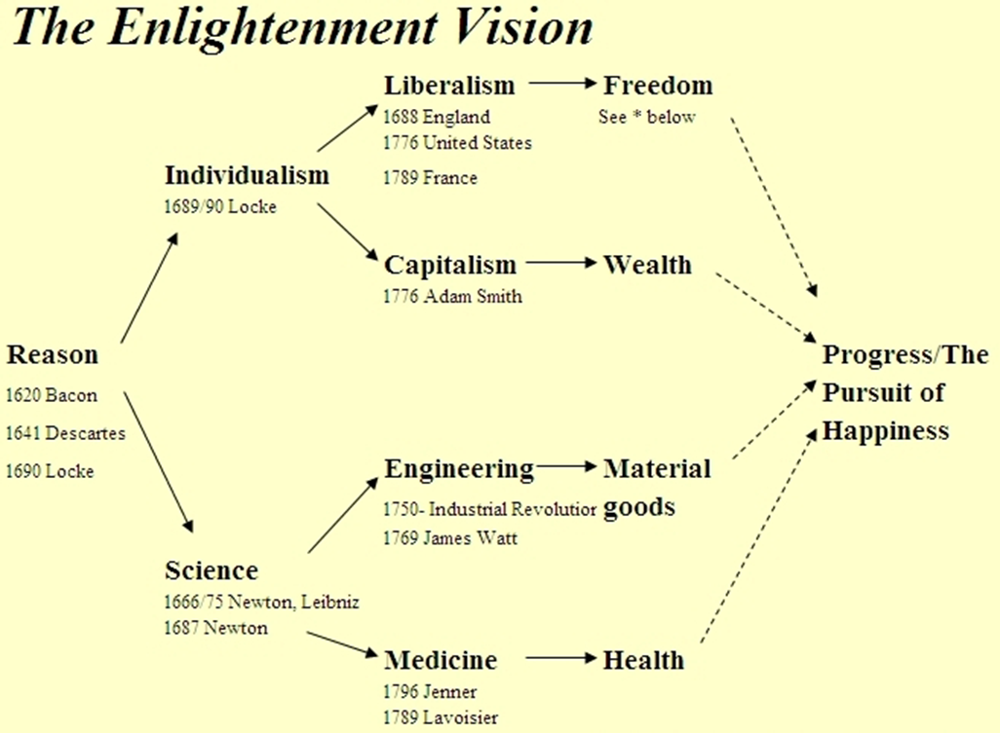 The Enlightenment Vision
Liberalism
1688 England
1776 United States
1789 France
Freedom
See * below
Individualism
1689/90 Locke
Capitalism
1776 Adam Smith
Wealth
Reason
1620 Bacon
1641 Descartes
1690 Locke
Progress/The
Pursuit of
Happiness
Engineering
1750- Industrial Revolutior
1769 James Watt
Material
goods
Science
1666/75 Newton, Leibniz
1687 Newton
Medicine
1796 Jenner
1789 Lavoisier
Health